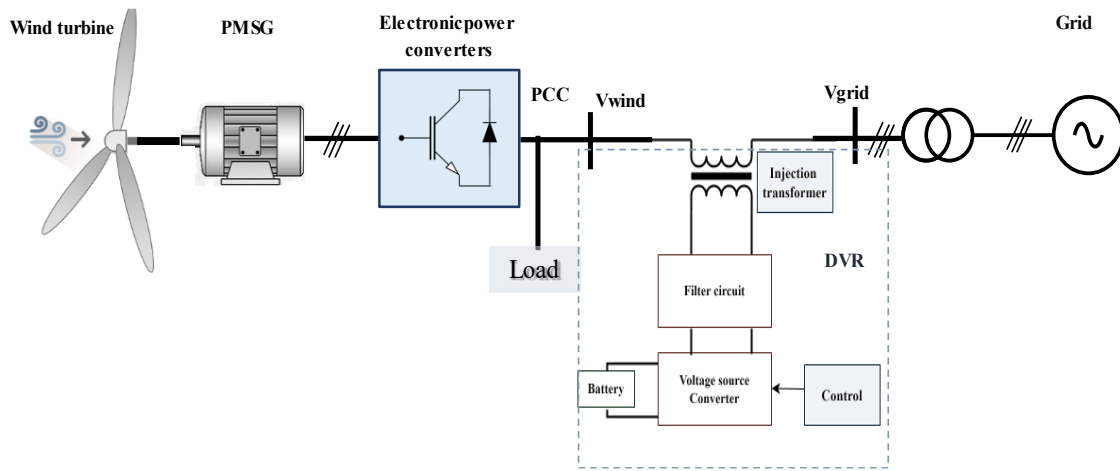 Wind turbine
PMSG
Electronicpower
converters
PCC
Vwind
Vgrid
Grid
Injection
transformer
Load
DVR
Filter circuit
Battery
Voltage source
Converter
Control